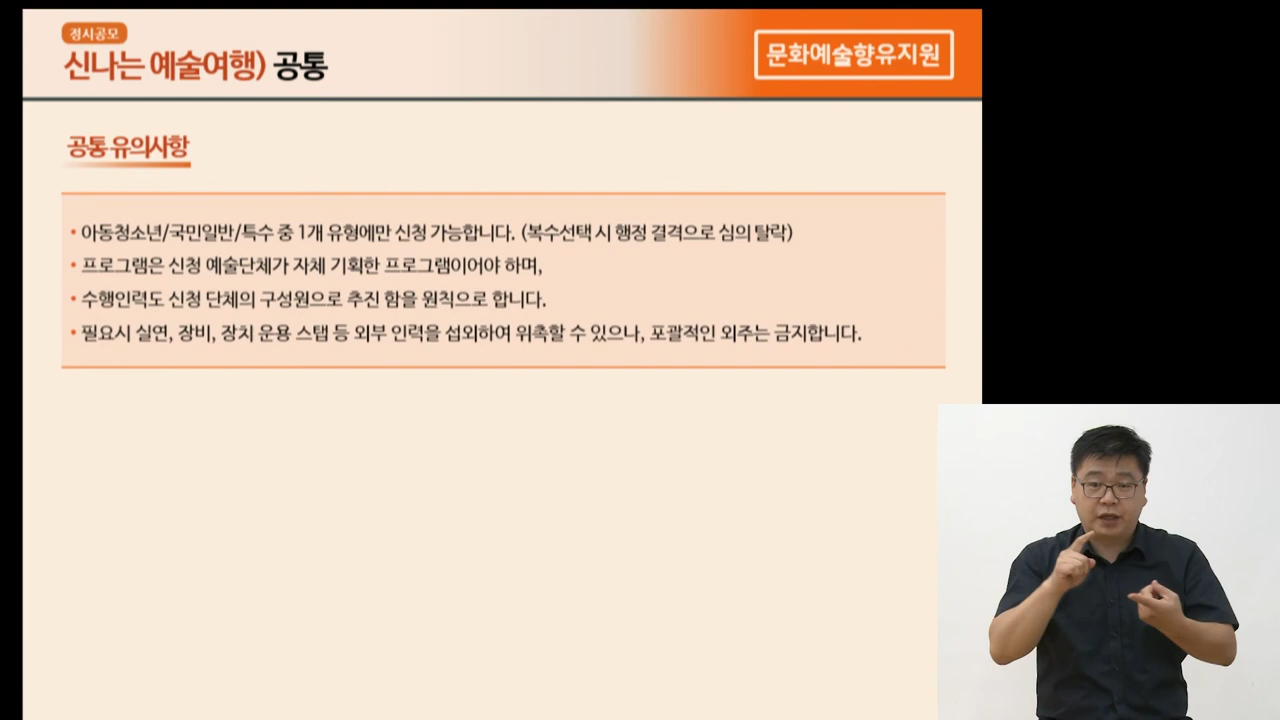 정시공모
신나는 예술여행) 공통
문화예술향유지원
공통 유의사항
• 아동청소년/국민일반/특수 중 1개 유형에만 신청 가능합니다. (복수선택 시 행정 결격으로 심의 탈락)
• 프로그램은 신청 예술단체가 자체 기획한 프로그램이어야 하며,
• 수행인력도 신청 단체의 구성원으로 추진 함을 원칙으로 합니다.
• 필요시 실연, 장비, 장치 운용 스탭 등 외부 인력을 섭외하여 위촉할 수 있으나, 포괄적인 외주는 금지합니다.